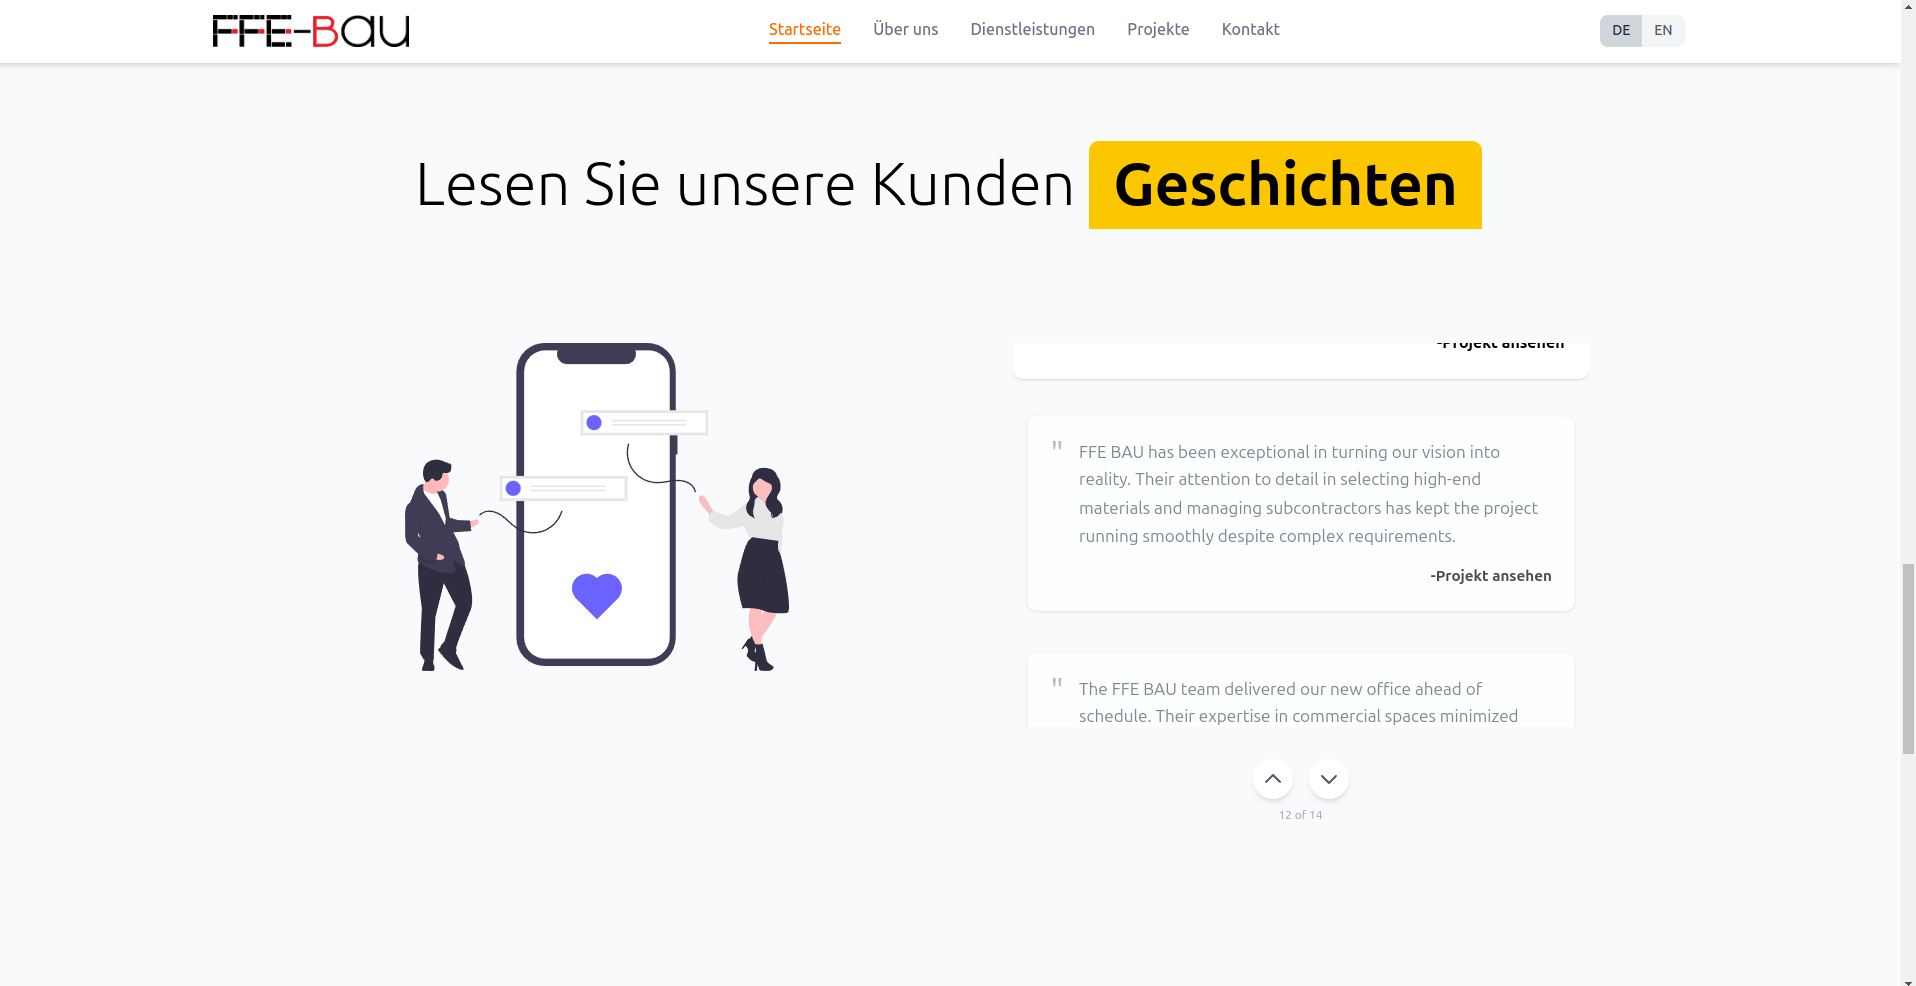 FFE-BaU
Startseite
Über uns
Dienstleistungen
Projekte
Kontakt
DE
EN
Lesen Sie unsere Kunden Geschichten
-Projekt ansehen
" FFE BAU has been exceptional in turning our vision into
reality. Their attention to detail in selecting high-end
materials and managing subcontractors has kept the project
running smoothly despite complex requirements.
-Projekt ansehen
" The FFE BAU team delivered our new office ahead of
schedule. Their expertise in commercial spaces minimized
12 of 14